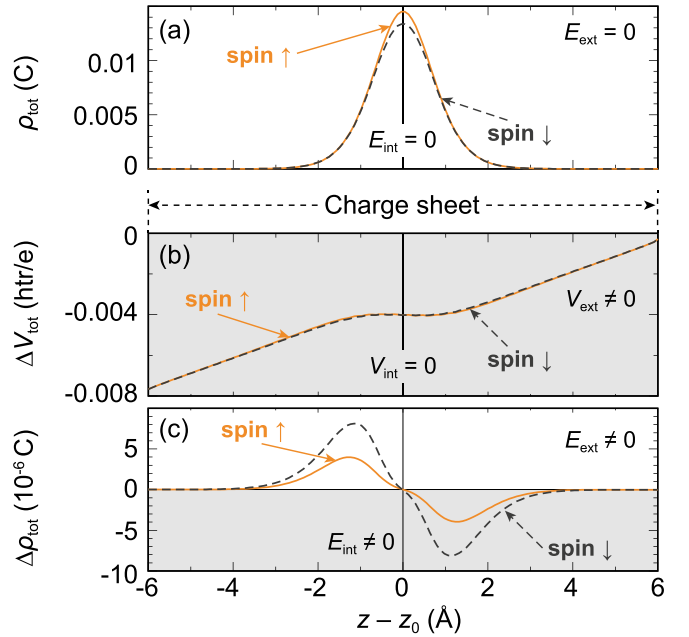 (a)
E_ext = 0
spin ↑
0.01
0.005
0
ρ_tot (C)
E_int = 0
spin ↓
Charge sheet
(b)
0
-0.004
-0.008
ΔV_tot (htr/e)
spin ↑
V_ext ≠ 0
V_int = 0
spin ↓
(c)
5
0
-5
-10
Δρ_tot (10⁻⁶ C)
spin ↑
E_ext ≠ 0
E_int ≠ 0
spin ↓
-6 -4 -2 0 2 4 6
z – z₀ (Å)